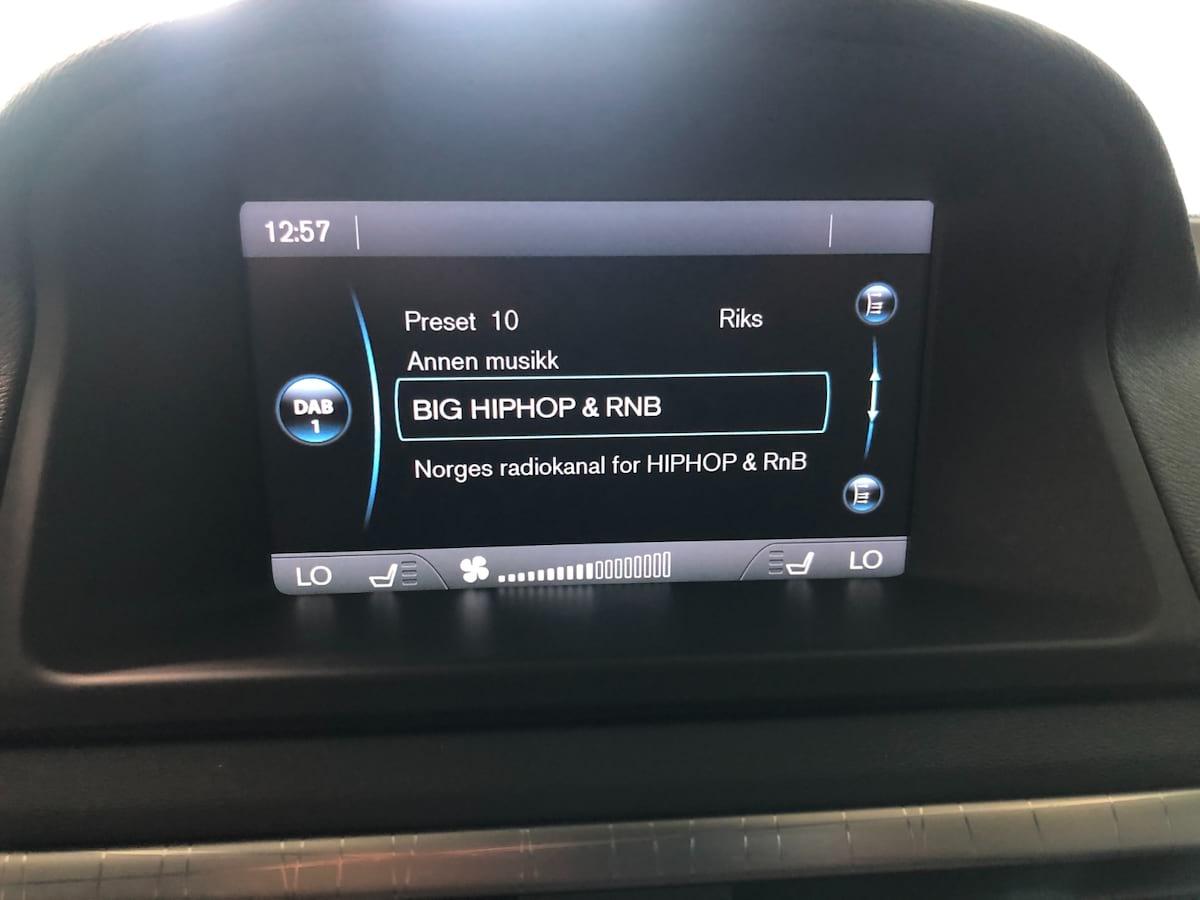 12:57
Preset 10 Riks
Annen musikk
DAB
1
BIG HIPHOP & RNB
Norges radiokanal for HIPHOP & RnB
LO LO